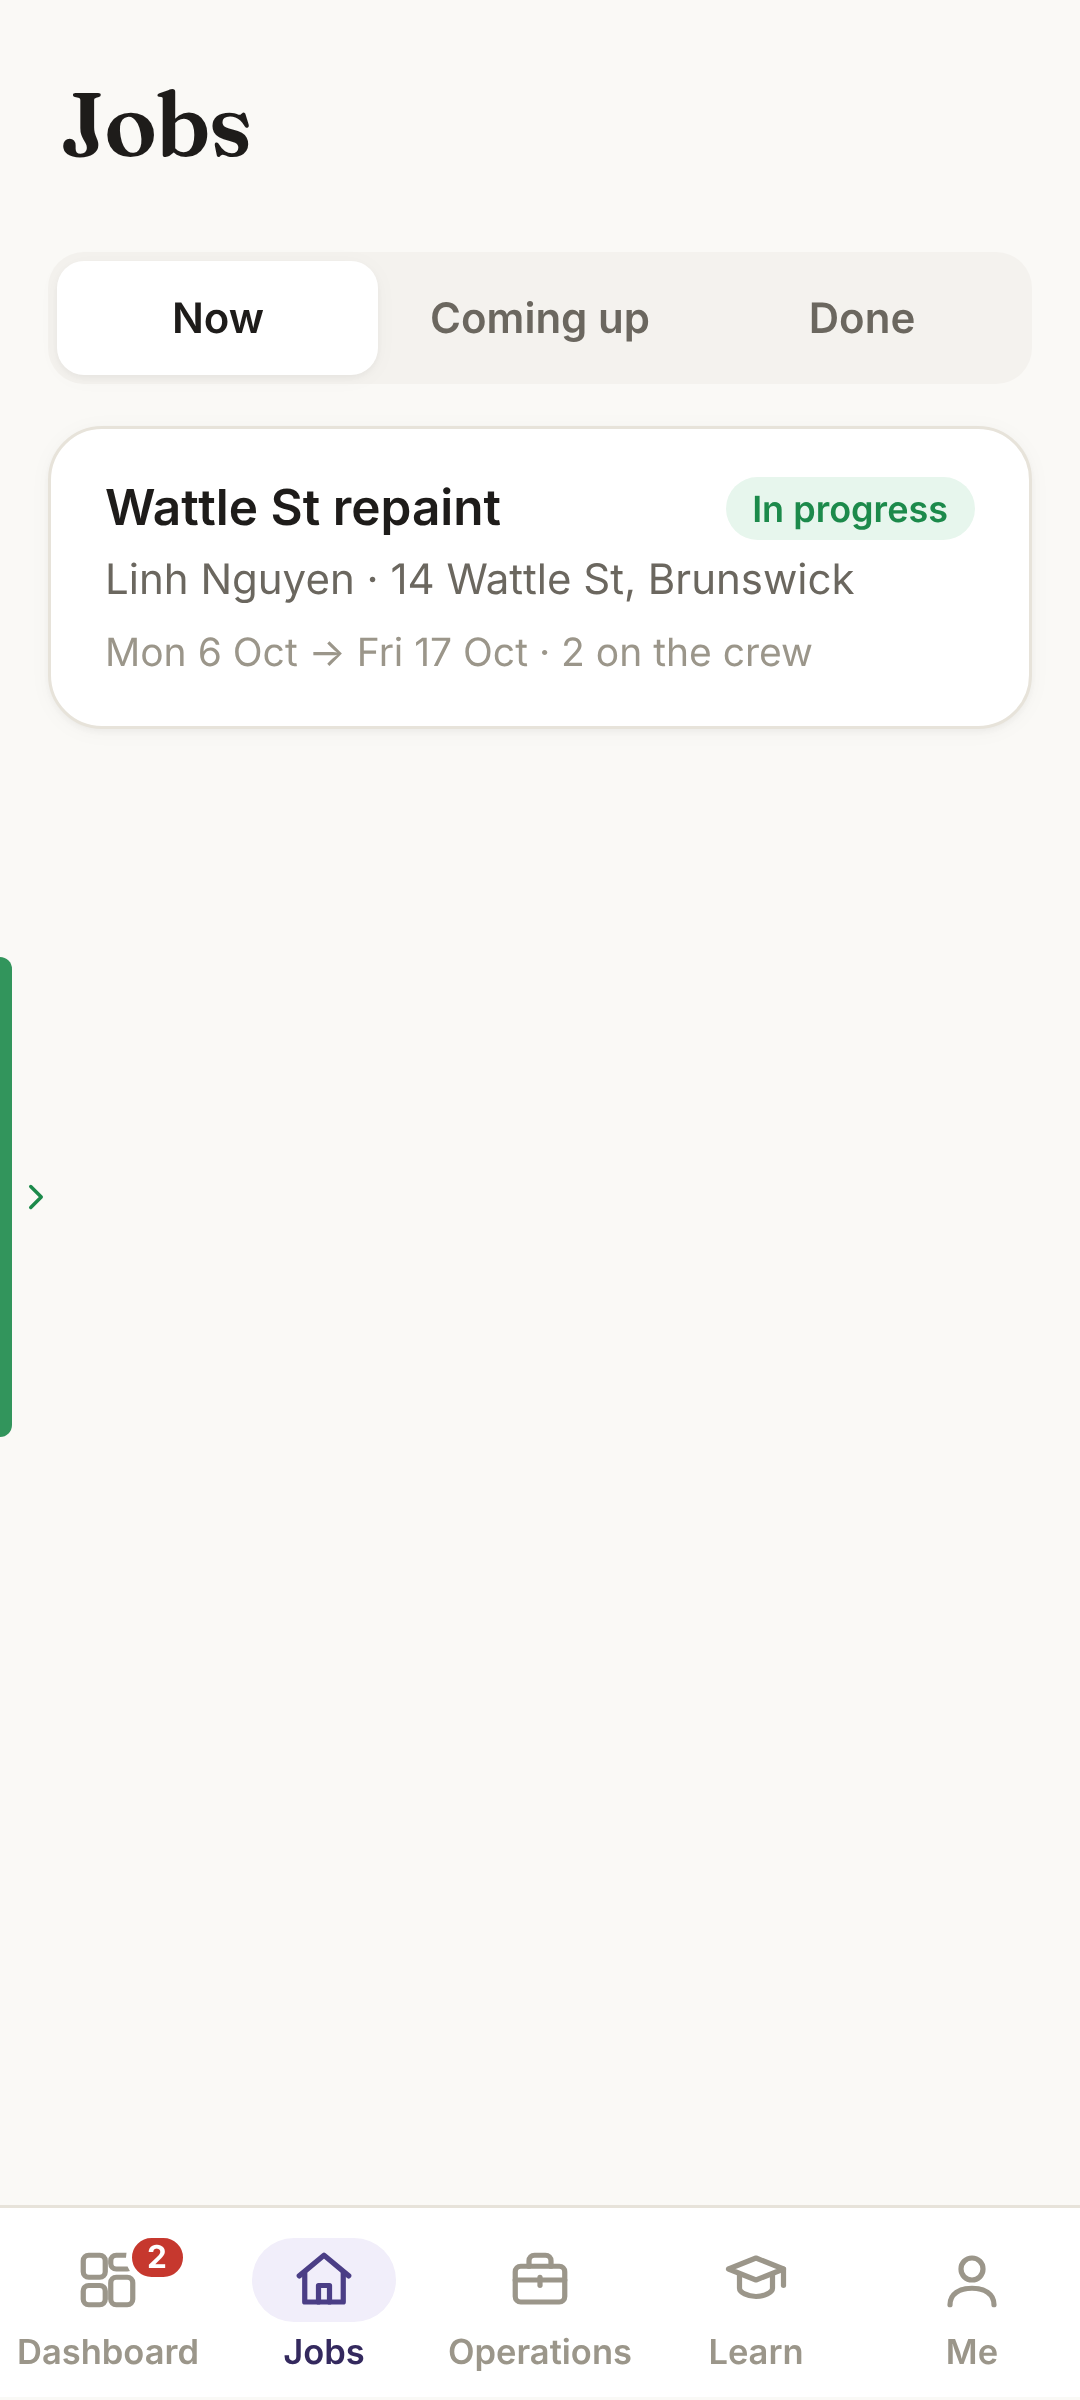 Jobs
Now
Coming up
Done
Wattle St repaint
In progress
Linh Nguyen · 14 Wattle St, Brunswick
Mon 6 Oct → Fri 17 Oct · 2 on the crew
2
Dashboard
Jobs
Operations
Learn
Me